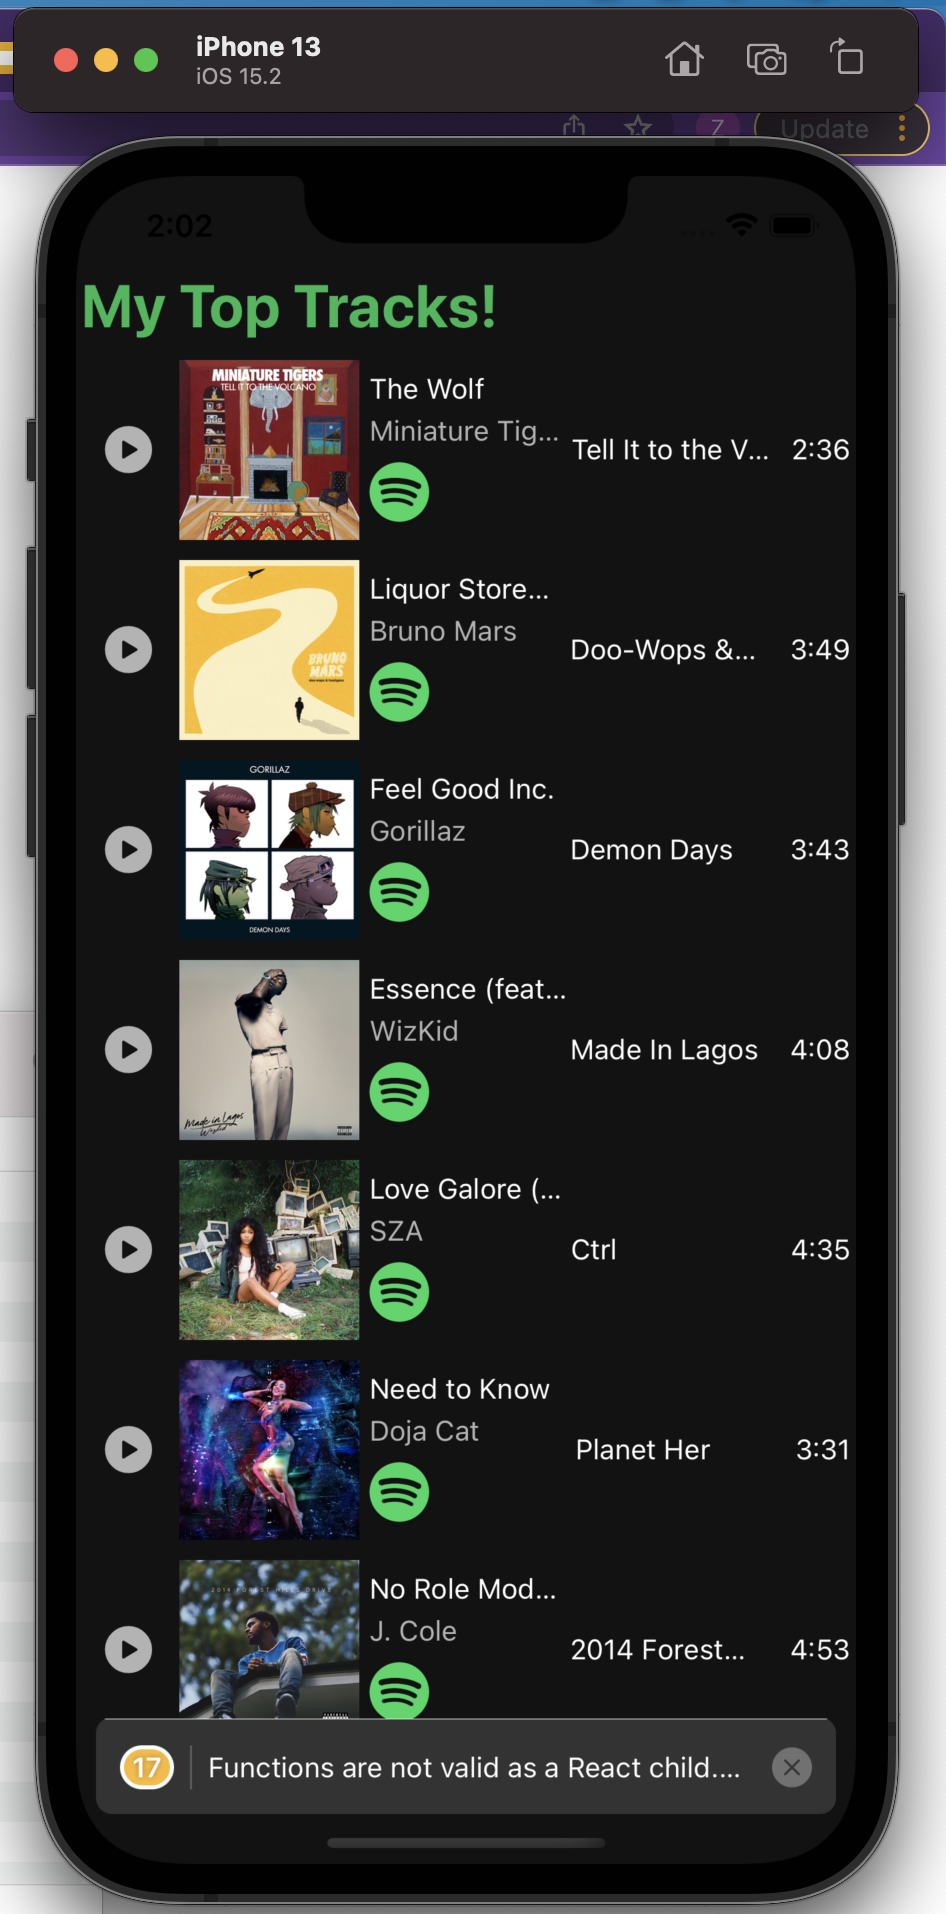 iPhone 13
iOS 15.2
7
Update
2:02
My Top Tracks!
MINIATURE TIGERS
TELL IT TO THE VOLCANO
The Wolf
Miniature Tig...
Tell It to the V...
2:36
BRUNO
MARS
Liquor Store...
Bruno Mars
Doo-Wops &...
3:49
GORILLAZ
DEMON DAYS
Feel Good Inc.
Gorillaz
Demon Days
3:43
Made in Lagos
Wizkid
Essence (feat...
WizKid
Made In Lagos
4:08
Love Galore (...
SZA
Ctrl
4:35
Need to Know
Doja Cat
Planet Her
3:31
2014 FOREST HILLS DRIVE
No Role Mod...
J. Cole
2014 Forest...
4:53
17
Functions are not valid as a React child....